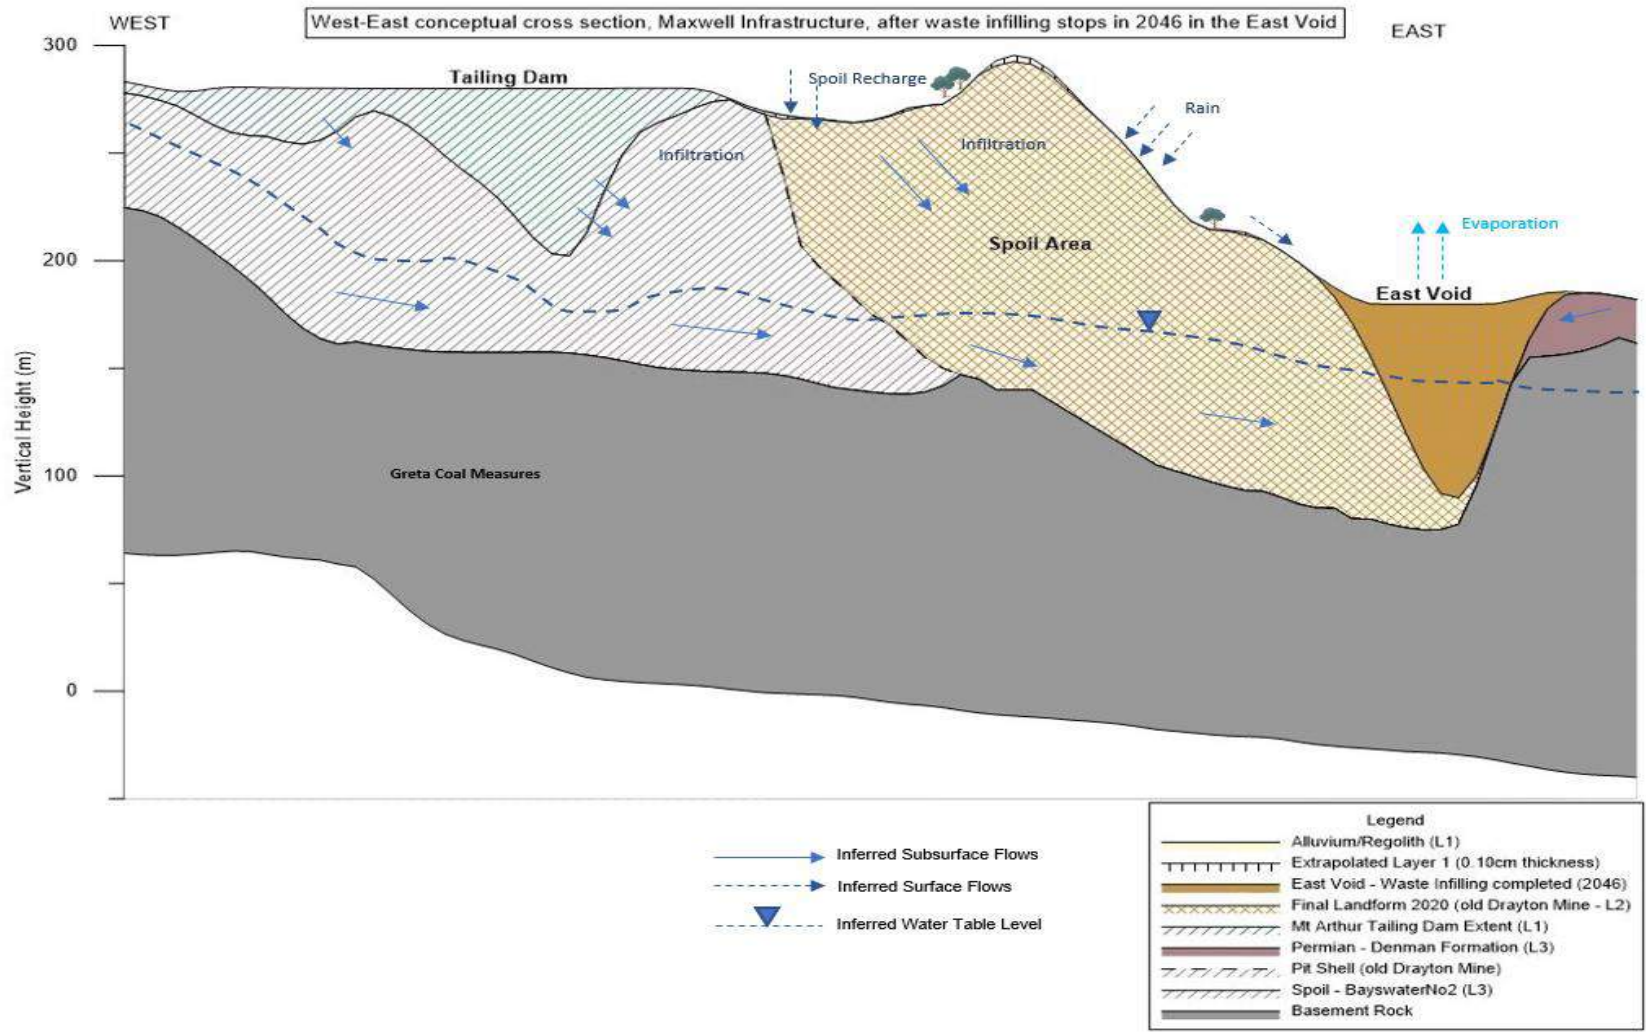 West-East conceptual cross section, Maxwell Infrastructure, after waste infilling stops in 2046 in the East Void
WEST
EAST
300
200
100
0
Vertical Height (m)
Tailing Dam
Spoil Recharge
Rain
Infiltration
Infiltration
Spoil Area
Evaporation
East Void
Greta Coal Measures
Inferred Subsurface Flows
Inferred Surface Flows
Inferred Water Table Level
Legend
Alluvium/Regolith (L1)
Extrapolated Layer 1 (0.10cm thickness)
East Void - Waste Infilling completed (2046)
Final Landform 2020 (old Drayton Mine - L2)
Mt Arthur Tailing Dam Extent (L1)
Permian - Denman Formation (L3)
Pit Shell (old Drayton Mine)
Spoil - BayswaterNo2 (L3)
Basement Rock